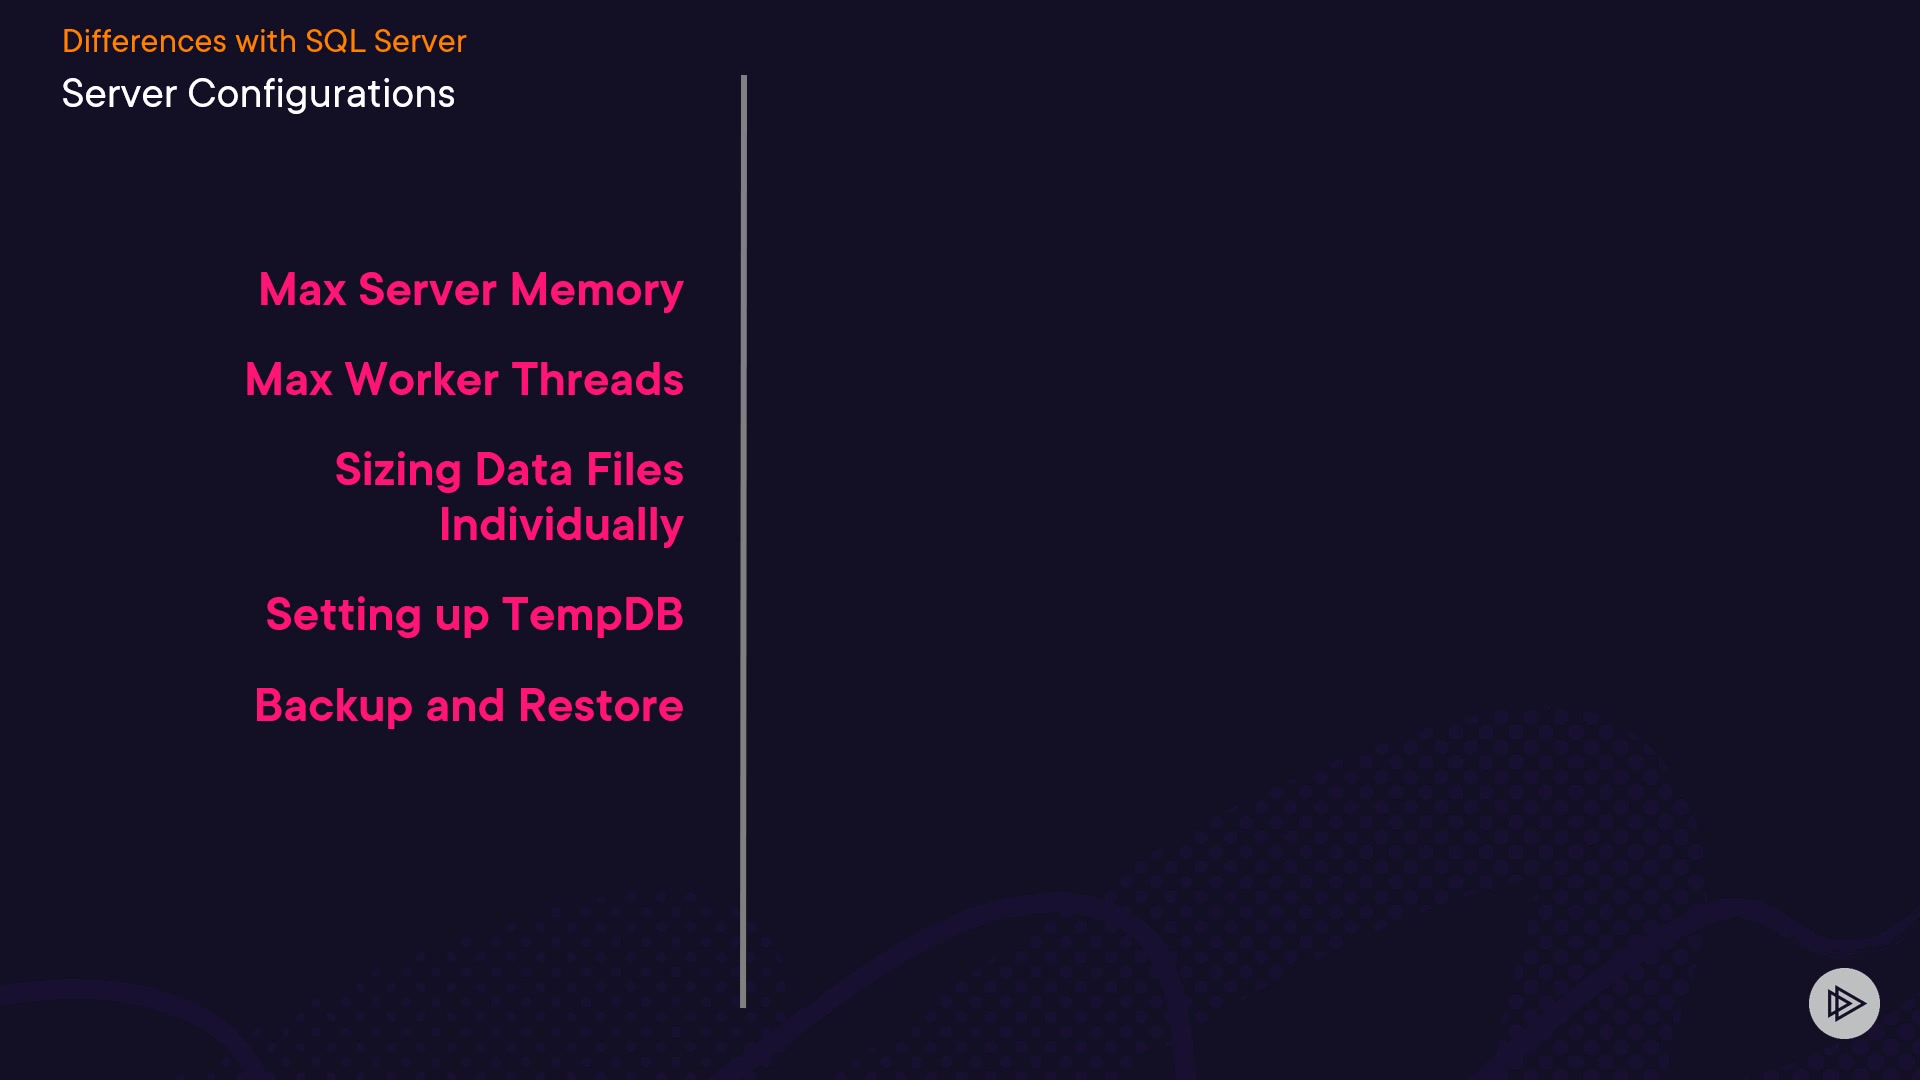 Differences with SQL Server
Server Configurations
Max Server Memory
Max Worker Threads
Sizing Data Files
Individually
Setting up TempDB
Backup and Restore